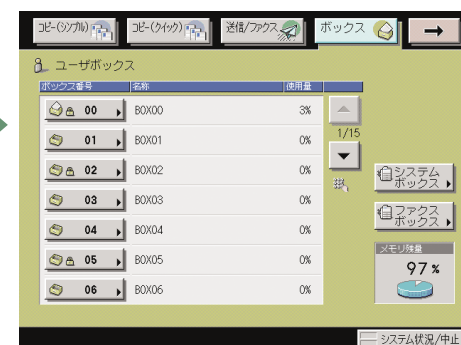 コピー(シンプル) コピー(クイック) 送信/ファクス ボックス →
ユーザボックス
ボックス番号 名称 使用量
00 BOX00 3%
01 BOX01 0%
1/15
02 BOX02 0%
03 BOX03 0%
04 BOX04 0%
05 BOX05 0%
06 BOX06 0%
システム
ボックス
ファクス
ボックス
メモリ残量
97%
システム状況/中止